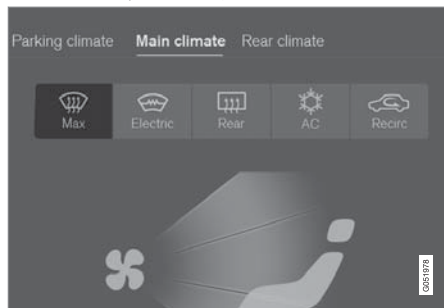 Parking climate Main climate Rear climate
Max Electric Rear AC Recirc
G051978